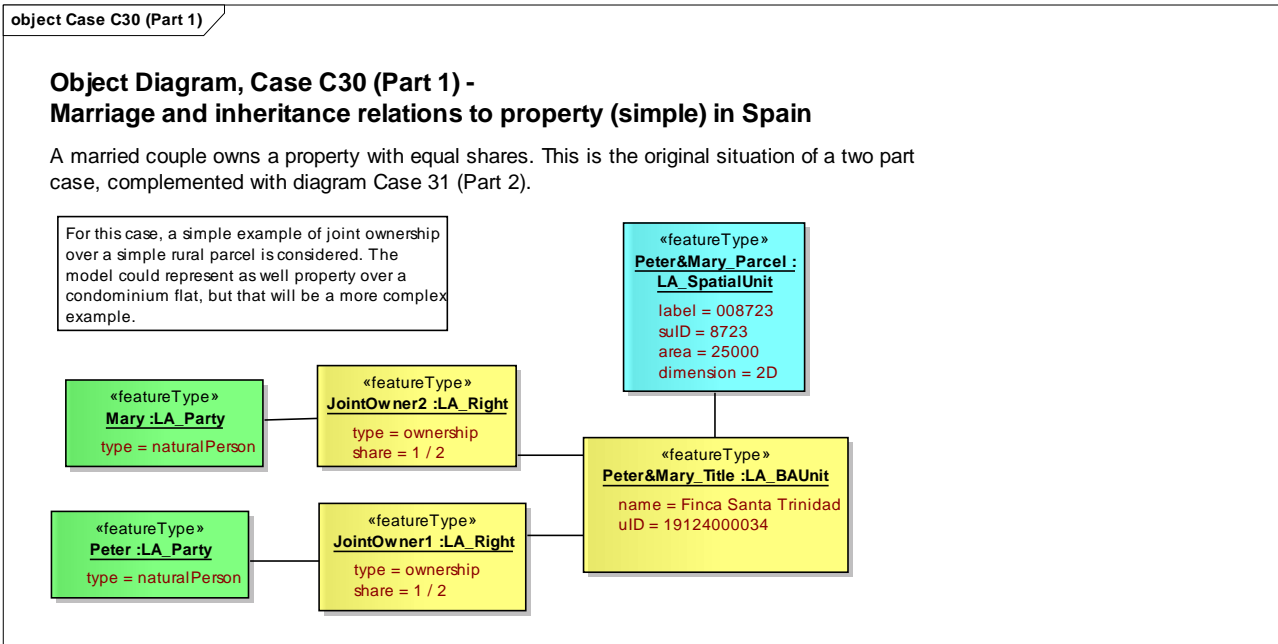 object Case C30 (Part 1)
Object Diagram, Case C30 (Part 1) -
Marriage and inheritance relations to property (simple) in Spain
A married couple owns a property with equal shares. This is the original situation of a two part
case, complemented with diagram Case 31 (Part 2).
For this case, a simple example of joint ownership
over a simple rural parcel is considered. The
model could represent as well property over a
condominium flat, but that will be a more complex
example.
«featureType»
Peter&Mary_Parcel :
LA_SpatialUnit
label = 008723
suID = 8723
area = 25000
dimension = 2D
«featureType»
Mary :LA_Party
type = naturalPerson
«featureType»
JointOwner2 :LA_Right
type = ownership
share = 1 / 2
«featureType»
Peter&Mary_Title :LA_BAUnit
name = Finca Santa Trinidad
uID = 19124000034
«featureType»
Peter :LA_Party
type = naturalPerson
«featureType»
JointOwner1 :LA_Right
type = ownership
share = 1 / 2